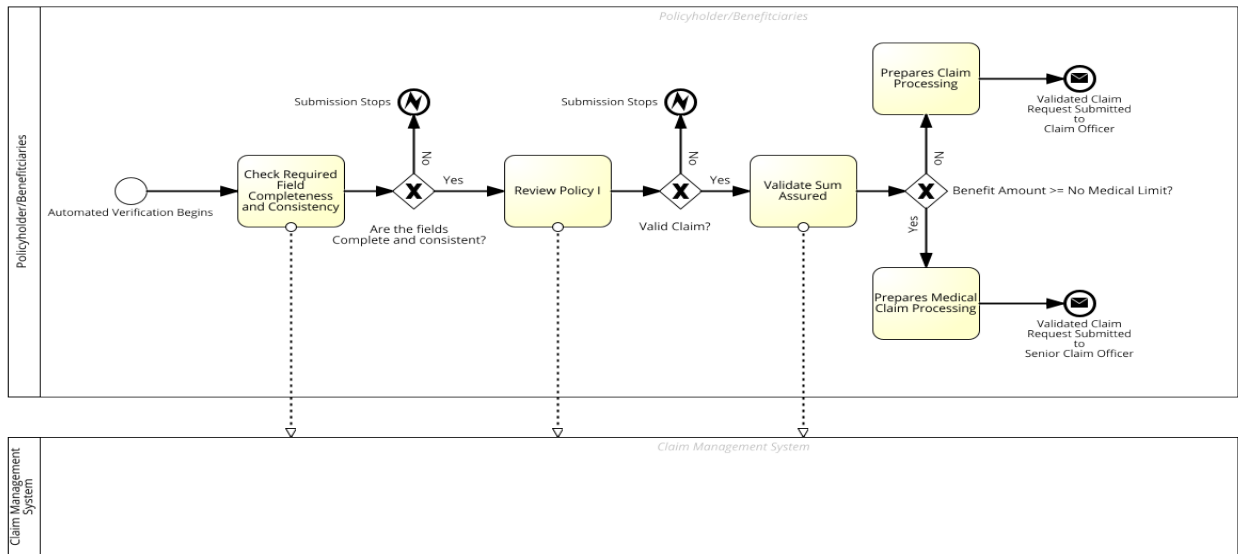 Policyholder/Benefitciaries
Policyholder/Benefitciaries
Automated Verification Begins
Check Required
Field
Completeness
and Consistency
Submission Stops
No
Yes
Are the fields
Complete and consistent?
Review Policy I
Submission Stops
No
Yes
Valid Claim?
Validate Sum
Assured
Benefit Amount >= No Medical Limit?
No
Prepares Claim
Processing
Validated Claim
Request Submitted
to
Claim Officer
Yes
Prepares Medical
Claim Processing
Validated Claim
Request Submitted
to
Senior Claim Officer
Claim Management
System
Claim Management System